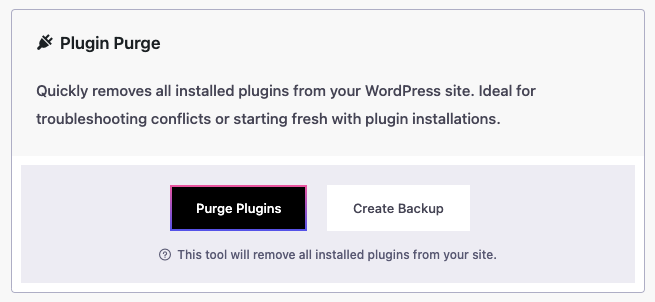 Plugin Purge
Quickly removes all installed plugins from your WordPress site. Ideal for
troubleshooting conflicts or starting fresh with plugin installations.
Purge Plugins
Create Backup
This tool will remove all installed plugins from your site.